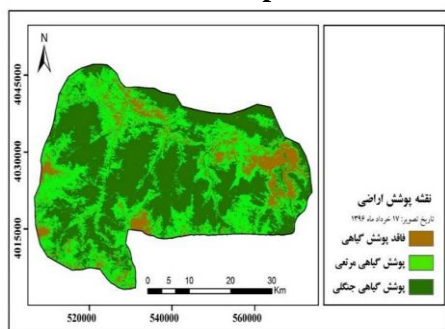 N
4045000
4030000
4015000
520000
540000
560000
0 5 10 20 30
Km
نقشه پوشش اراضی
تاریخ تصویر: ۱۷ خرداد ماه ۱۳۹۶
فاقد پوشش گیاهی
پوشش گیاهی مرتعی
پوشش گیاهی جنگلی